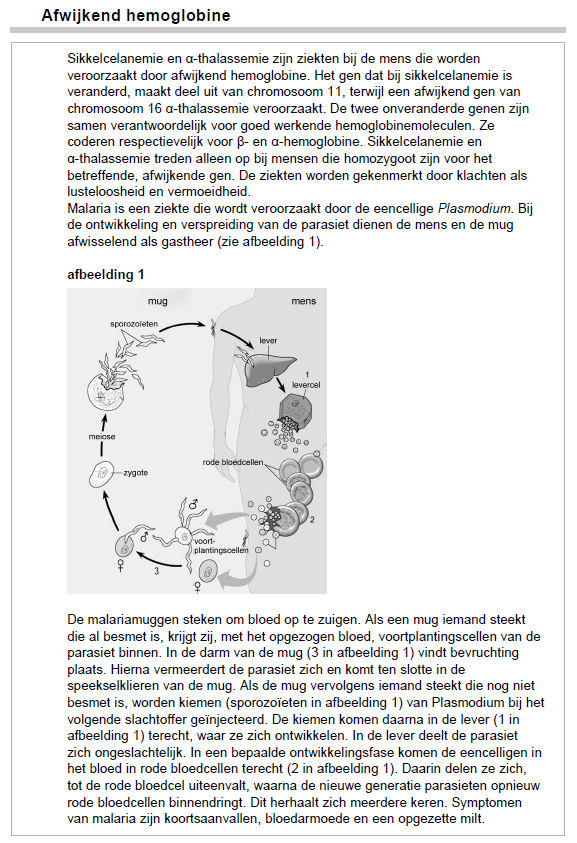 Afwijkend hemoglobine
Sikkelcelanemie en α-thalassemie zijn ziekten bij de mens die worden
veroorzaakt door afwijkend hemoglobine. Het gen dat bij sikkelcelanemie is
veranderd, maakt deel uit van chromosoom 11, terwijl een afwijkend gen van
chromosoom 16 α-thalassemie veroorzaakt. De twee onveranderde genen zijn
samen verantwoordelijk voor goed werkende hemoglobinemoleculen. Ze
coderen respectievelijk voor β- en α-hemoglobine. Sikkelcelanemie en
α-thalassemie treden alleen op bij mensen die homozygoot zijn voor het
betreffende, afwijkende gen. De ziekten worden gekenmerkt door klachten als
lusteloosheid en vermoeidheid.
Malaria is een ziekte die wordt veroorzaakt door de eencellige Plasmodium. Bij
de ontwikkeling en verspreiding van de parasiet dienen de mens en de mug
afwisselend als gastheer (zie afbeelding 1).
afbeelding 1
mug
mens
sporozoïeten
lever
1
levercel
meiose
rode bloedcellen
zygote
2
♂
♂
voort-
plantingscellen
3
♀
♀
De malariamuggen steken om bloed op te zuigen. Als een mug iemand steekt
die al besmet is, krijgt zij, met het opgezogen bloed, voortplantingscellen van de
parasiet binnen. In de darm van de mug (3 in afbeelding 1) vindt bevruchting
plaats. Hierna vermeerdert de parasiet zich en komt ten slotte in de
speekselklieren van de mug. Als de mug vervolgens iemand steekt die nog niet
besmet is, worden kiemen (sporozoïeten in afbeelding 1) van Plasmodium bij het
volgende slachtoffer geïnjecteerd. De kiemen komen daarna in de lever (1 in
afbeelding 1) terecht, waar ze zich ontwikkelen. In de lever deelt de parasiet
zich ongeslachtelijk. In een bepaalde ontwikkelingsfase komen de eencelligen in
het bloed in rode bloedcellen terecht (2 in afbeelding 1). Daarin delen ze zich,
tot de rode bloedcel uiteenvalt, waarna de nieuwe generatie parasieten opnieuw
rode bloedcellen binnendringt. Dit herhaalt zich meerdere keren. Symptomen
van malaria zijn koortsaanvallen, bloedarmoede en een opgezette milt.